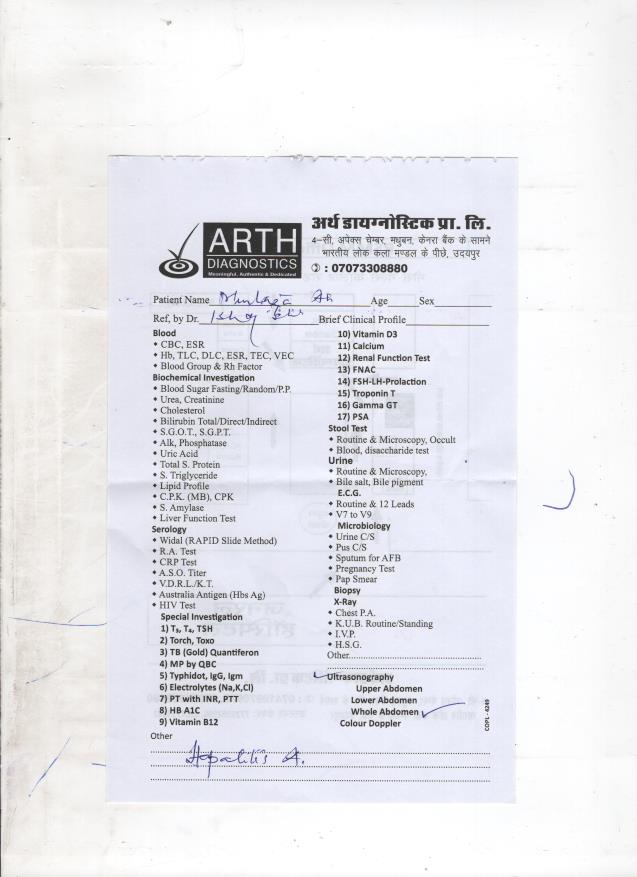 अर्थ डायग्नोस्टिक प्रा. लि.
ARTH
DIAGNOSTICS
Meaningful, Authentic & Dedicated
4-सी, अपेक्स चेम्बर, मधुबन, केनरा बैंक के सामने
भारतीय लोक कला मण्डल के पीछे, उदयपुर
: 07073308880
Patient Name Age Sex
Ref, by Dr. Brief Clinical Profile
Blood
• CBC, ESR
• Hb, TLC, DLC, ESR, TEC, VEC
• Blood Group & Rh Factor
Biochemical Investigation
• Blood Sugar Fasting/Random/P.P.
• Urea, Creatinine
• Cholesterol
• Bilirubin Total/Direct/Indirect
• S.G.O.T., S.G.P.T.
• Alk, Phosphatase
• Uric Acid
• Total S. Protein
• S. Triglyceride
• Lipid Profile
• C.P.K. (MB), CPK
• S. Amylase
• Liver Function Test
Serology
• Widal (RAPID Slide Method)
• R.A. Test
• CRP Test
• A.S.O. Titer
• V.D.R.L./K.T.
• Australia Antigen (Hbs Ag)
• HIV Test
Special Investigation
1) T₃, T₄, TSH
2) Torch, Toxo
3) TB (Gold) Quantiferon
4) MP by QBC
5) Typhidot, IgG, Igm
6) Electrolytes (Na,K,Cl)
7) PT with INR, PTT
8) HB A1C
9) Vitamin B12
10) Vitamin D3
11) Calcium
12) Renal Function Test
13) FNAC
14) FSH-LH-Prolaction
15) Troponin T
16) Gamma GT
17) PSA
Stool Test
• Routine & Microscopy, Occult
• Blood, disaccharide test
Urine
• Routine & Microscopy,
• Bile salt, Bile pigment
E.C.G.
• Routine & 12 Leads
• V7 to V9
Microbiology
• Urine C/S
• Pus C/S
• Sputum for AFB
• Pregnancy Test
• Pap Smear
Biopsy
X-Ray
• Chest P.A.
• K.U.B. Routine/Standing
• I.V.P.
• H.S.G.
Other
Ultrasonography
Upper Abdomen
Lower Abdomen
Whole Abdomen
Colour Doppler
COPL - 4249
Other
Hepatitis A.